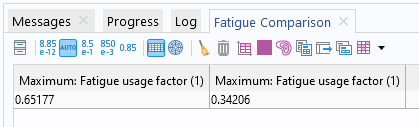 Messages × Progress Log Fatigue Comparison ×
8.85 e-12 AUTO 8.5 e-1 850 e-3 0.85
Maximum: Fatigue usage factor (1) Maximum: Fatigue usage factor (1)
0.65177 0.34206